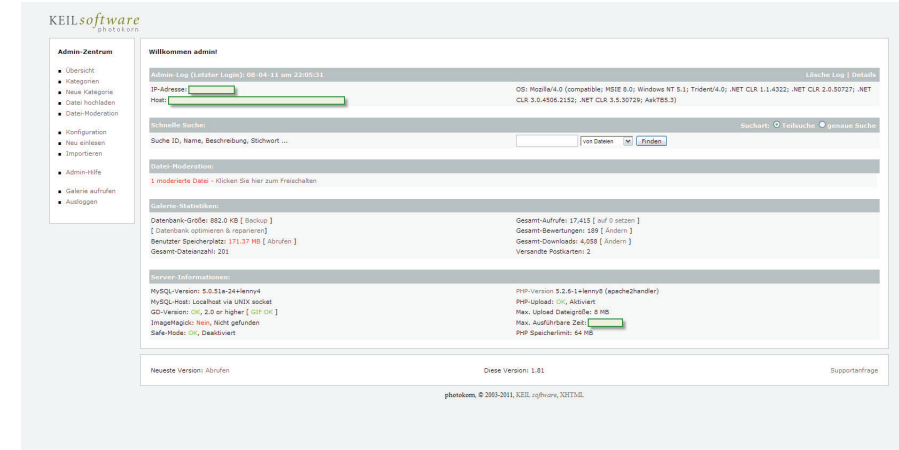 KEILsoftware
photokorn
Admin-Zentrum
Übersicht
Kategorien
Neue Kategorie
Datei hochladen
Datei-Moderation
Konfiguration
Neu einlesen
Importieren
Admin-Hilfe
Galerie aufrufen
Ausloggen
Willkommen admin!
Admin-Log (Letzter Login): 08-04-11 um 22:05:31
Lösche Log | Details
IP-Adresse:
Host:
OS: Mozilla/4.0 (compatible; MSIE 8.0; Windows NT 5.1; Trident/4.0; .NET CLR 1.1.4322; .NET CLR 2.0.50727; .NET
CLR 3.0.4506.2152; .NET CLR 3.5.30729; AskTB5.3)
Schnelle Suche:
Suchart: Teilsuche genaue Suche
Suche ID, Name, Beschreibung, Stichwort ...
von Dateien Finden
Datei-Moderation:
1 moderierte Datei - Klicken Sie hier zum Freischalten
Galerie-Statistiken:
Datenbank-Größe: 882.0 KB [ Backup ]
[ Datenbank optimieren & reparieren]
Benutzter Speicherplatz: 171.37 MB [ Abrufen ]
Gesamt-Dateianzahl: 201
Gesamt-Aufrufe: 17,415 [ auf 0 setzen ]
Gesamt-Bewertungen: 189 [ Ändern ]
Gesamt-Downloads: 4,058 [ Ändern ]
Versandte Postkarten: 2
Server-Informationen:
MySQL-Version: 5.0.51a-24+lenny4
MySQL-Host: Localhost via UNIX socket
GD-Version: OK, 2.0 or higher [ GIF OK ]
ImageMagick: Nein, Nicht gefunden
Safe-Mode: OK, Deaktiviert
PHP-Version 5.2.6-1+lenny8 (apache2handler)
PHP-Upload: OK, Aktiviert
Max. Upload Dateigröße: 8 MB
Max. Ausführbare Zeit:
PHP Speicherlimit: 64 MB
Neueste Version: Abrufen
Diese Version: 1.81
Supportanfrage
photokorn, © 2003-2011, KEIL software, XHTML